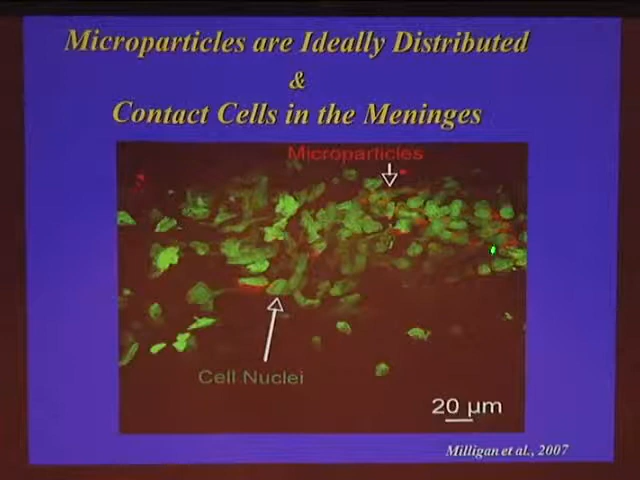 Microparticles are Ideally Distributed
&
Contact Cells in the Meninges
Microparticles
Cell Nuclei
20 µm
Milligan et al., 2007